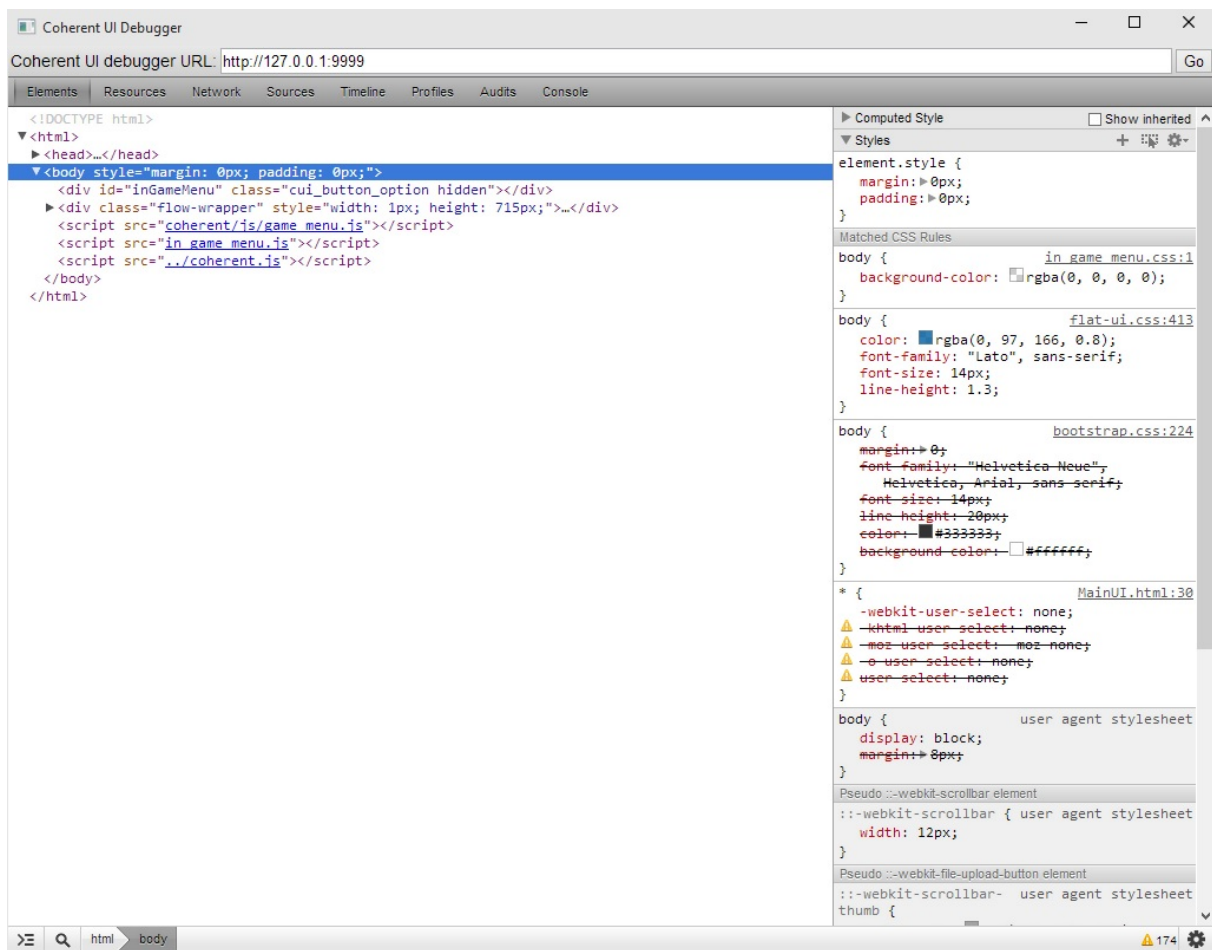 Coherent UI Debugger
Coherent UI debugger URL: http://127.0.0.1:9999 Go
Elements Resources Network Sources Timeline Profiles Audits Console
<!DOCTYPE html>
▼<html>
▶<head>…</head>
▼<body style="margin: 0px; padding: 0px;">
<div id="inGameMenu" class="cui_button_option hidden"></div>
▶<div class="flow-wrapper" style="width: 1px; height: 715px;">…</div>
<script src="coherent/js/game_menu.js"></script>
<script src="in_game_menu.js"></script>
<script src="../coherent.js"></script>
</body>
</html>
▶ Computed Style Show inherited
▼ Styles
element.style {
margin:▶0px;
padding:▶0px;
}
Matched CSS Rules
body { in_game_menu.css:1
background-color: rgba(0, 0, 0, 0);
}
body { flat-ui.css:413
color: rgba(0, 97, 166, 0.8);
font-family: "Lato", sans-serif;
font-size: 14px;
line-height: 1.3;
}
body { bootstrap.css:224
margin:▶0;
font-family: "Helvetica Neue",
Helvetica, Arial, sans-serif;
font-size: 14px;
line-height: 20px;
color: #333333;
background-color: #ffffff;
}
* { MainUI.html:30
-webkit-user-select: none;
-khtml-user-select: none;
-moz-user-select: -moz-none;
-o-user-select: none;
user-select: none;
}
body { user agent stylesheet
display: block;
margin:▶8px;
}
Pseudo ::-webkit-scrollbar element
::-webkit-scrollbar { user agent stylesheet
width: 12px;
}
Pseudo ::-webkit-file-upload-button element
::-webkit-scrollbar- user agent stylesheet
thumb {
html body 174